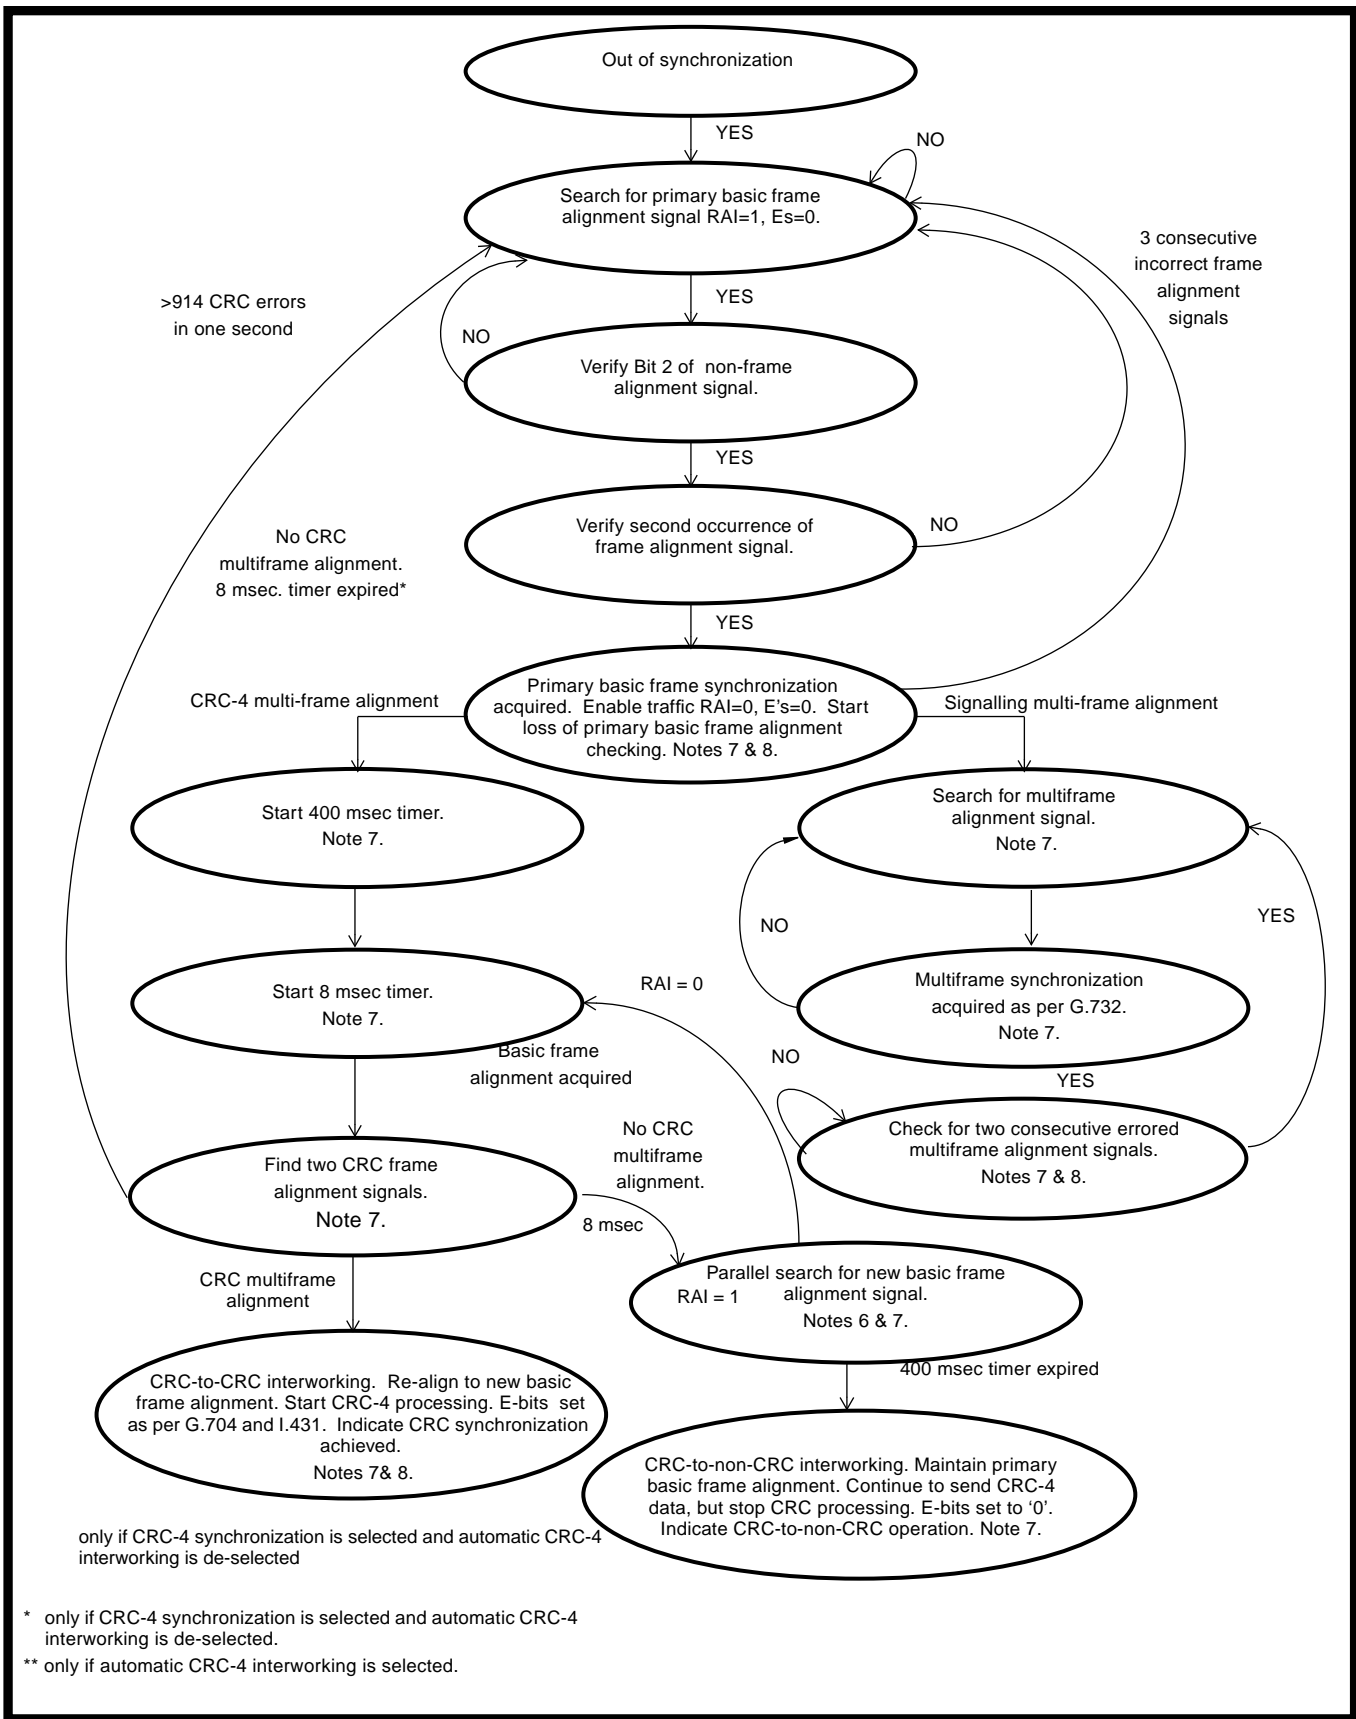 Out of synchronization
YES
NO
Search for primary basic frame
alignment signal RAI=1, Es=0.
3 consecutive
incorrect frame
alignment
signals
>914 CRC errors
in one second
YES
NO
Verify Bit 2 of  non-frame
alignment signal.
YES
Verify second occurrence of
frame alignment signal.
NO
No CRC
multiframe alignment.
8 msec. timer expired*
YES
CRC-4 multi-frame alignment
Primary basic frame synchronization
acquired.  Enable traffic RAI=0, E's=0.  Start
loss of primary basic frame alignment
checking. Notes 7 & 8.
Signalling multi-frame alignment
Start 400 msec timer.
Note 7.
Search for multiframe
alignment signal.
Note 7.
NO
YES
Start 8 msec timer.
Note 7.
RAI = 0
Multiframe synchronization
acquired as per G.732.
Note 7.
Basic frame
alignment acquired
NO
YES
Find two CRC frame
alignment signals.
Note 7.
No CRC
multiframe
alignment.
8 msec
Check for two consecutive errored
multiframe alignment signals.
Notes 7 & 8.
CRC multiframe
alignment
Parallel search for new basic frame
alignment signal.
RAI = 1
Notes 6 & 7.
400 msec timer expired
CRC-to-CRC interworking.  Re-align to new basic
frame alignment. Start CRC-4 processing. E-bits  set
as per G.704 and I.431.  Indicate CRC synchronization
achieved.
Notes 7& 8.
CRC-to-non-CRC interworking. Maintain primary
basic frame alignment. Continue to send CRC-4
data, but stop CRC processing. E-bits set to ‘0’.
Indicate CRC-to-non-CRC operation. Note 7.
only if CRC-4 synchronization is selected and automatic CRC-4
interworking is de-selected
* only if CRC-4 synchronization is selected and automatic CRC-4
interworking is de-selected.
** only if automatic CRC-4 interworking is selected.